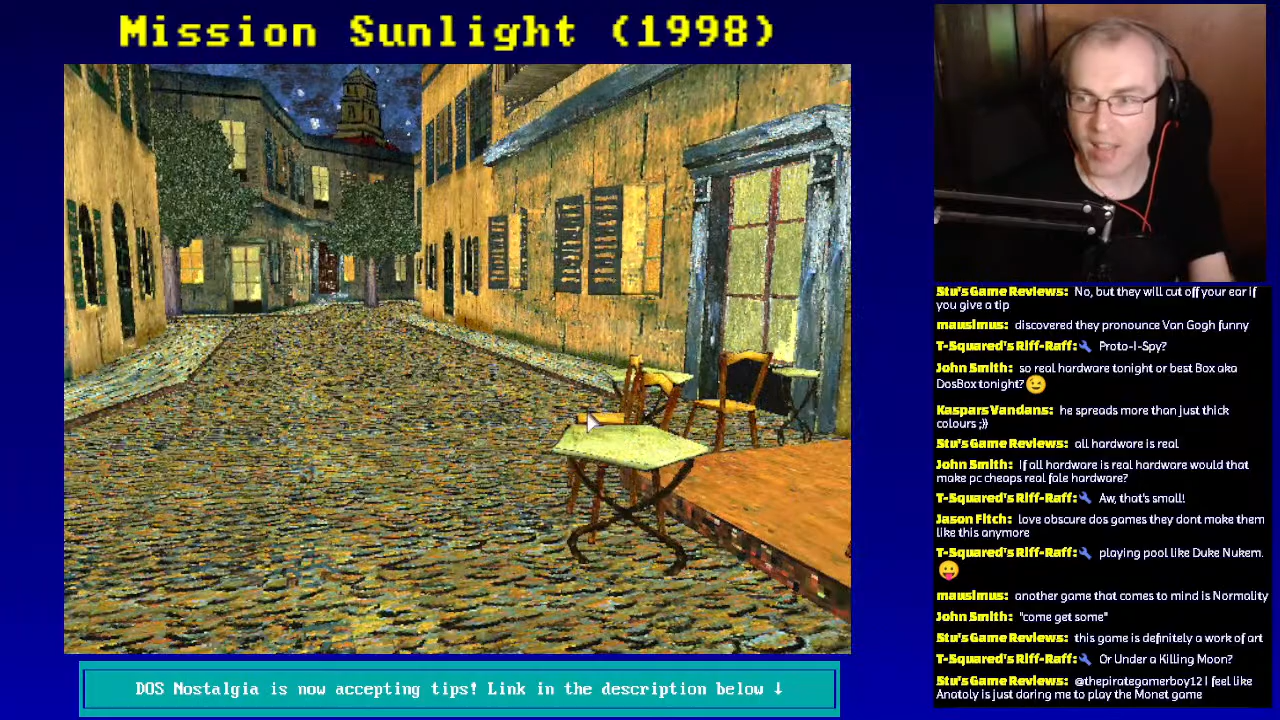 Mission Sunlight (1998)
DOS Nostalgia is now accepting tips! Link in the description below ↓
Stu'sGame Reviews: No, but they will cut off your ear if
you give a tip
mausimus: discovered they pronounce Van Gogh funny
T-Squared's Riff-Raff: Proto-I-Spy?
John Smith: so real hardware tonight or best Box aka
DosBox tonight?😉
Kaspars Vandans: he spreads more than just thick
colours ;))
Stu'sGame Reviews: all hardware is real
John Smith: If all hardware is real hardware would that
make pc cheaps real fale hardware?
T-Squared's Riff-Raff: Aw, that's small!
Jason Fitch: love obscure dos games they dont make them
like this anymore
T-Squared's Riff-Raff: playing pool like Duke Nukem.
😛
mausimus: another game that comes to mind is Normality
John Smith: "come get some"
Stu'sGame Reviews: this game is definitely a work of art
T-Squared's Riff-Raff: Or Under a Killing Moon?
Stu'sGame Reviews: @thepirategamerboy12 I feel like
Anatoly is just daring me to play the Monet game